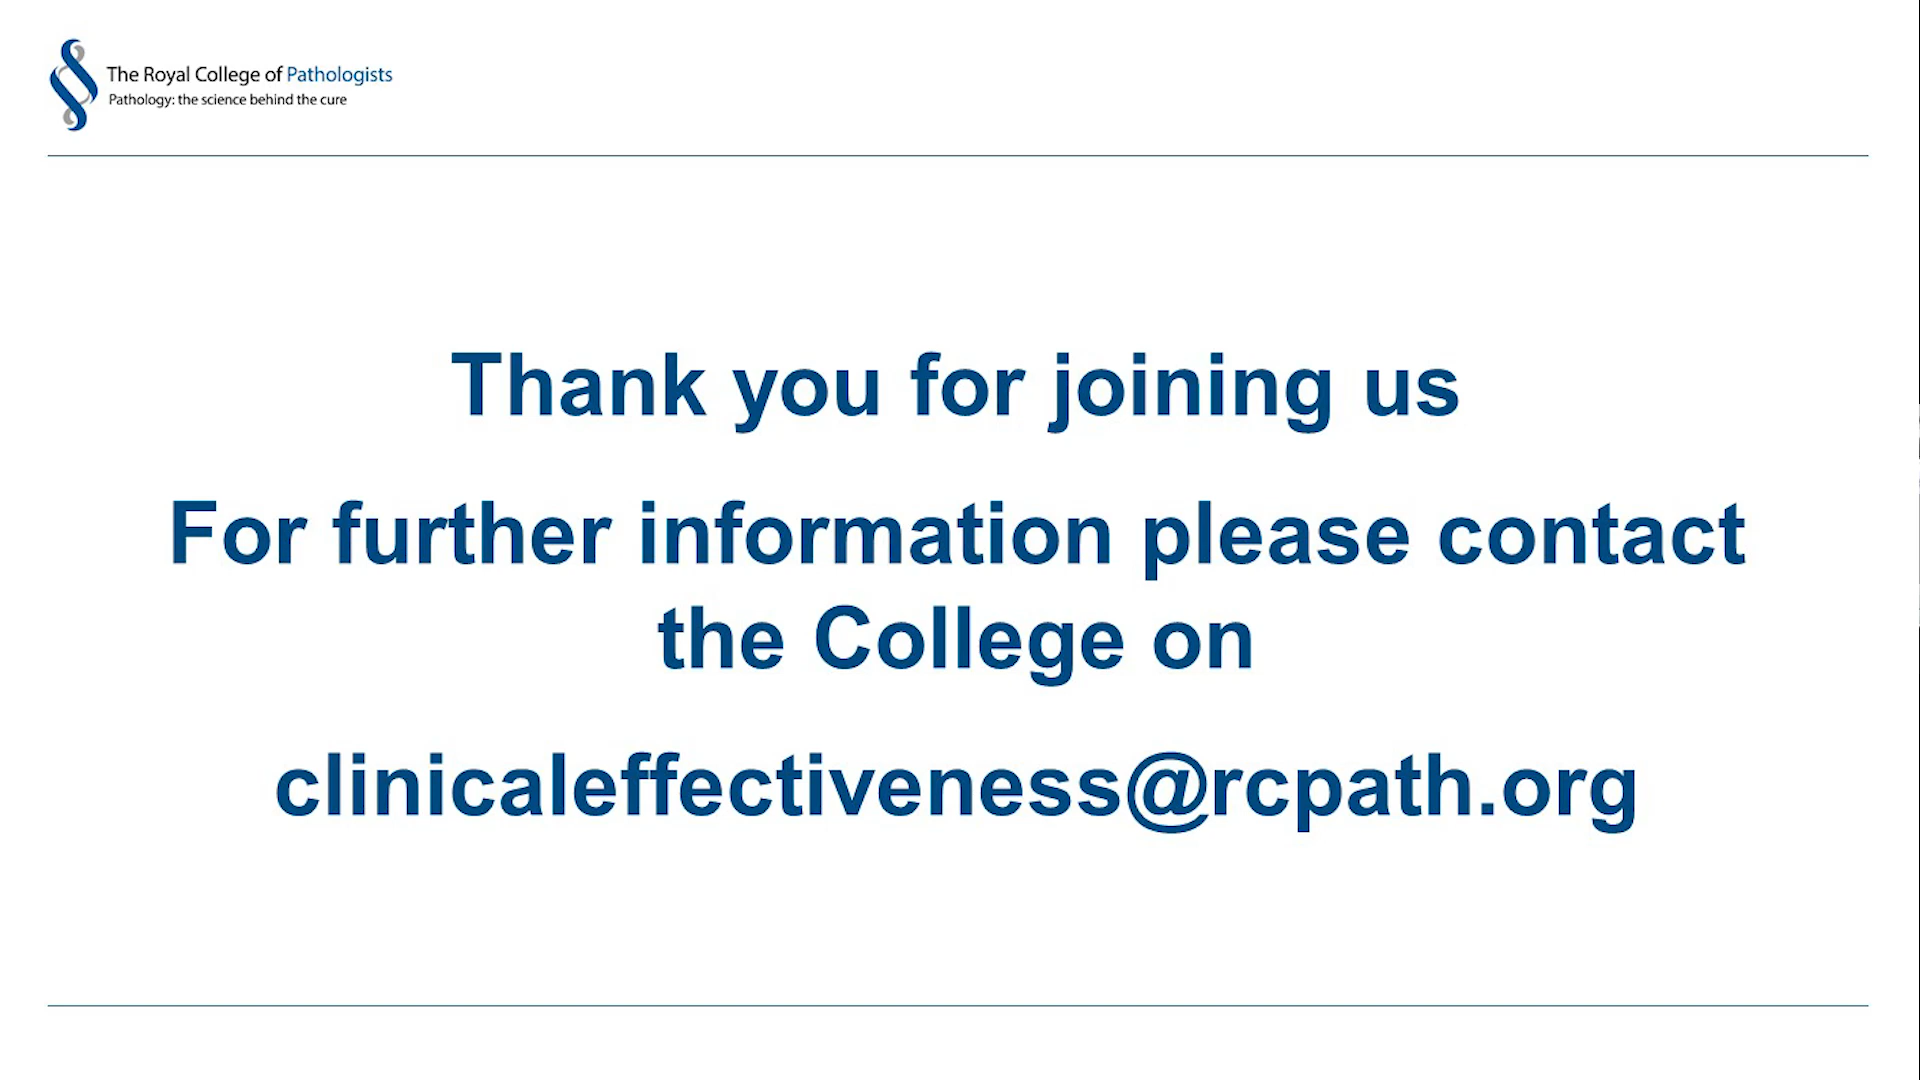 The Royal College of Pathologists
Pathology: the science behind the cure
Thank you for joining us
For further information please contact
the College on
clinicaleffectiveness@rcpath.org